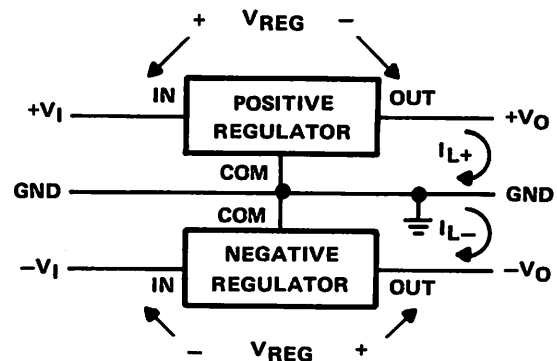 + VREG −
IN POSITIVE REGULATOR OUT
+VI +VO
IL+
COM
GND GND
COM
IL−
NEGATIVE REGULATOR
−VI −VO
IN OUT
− VREG +